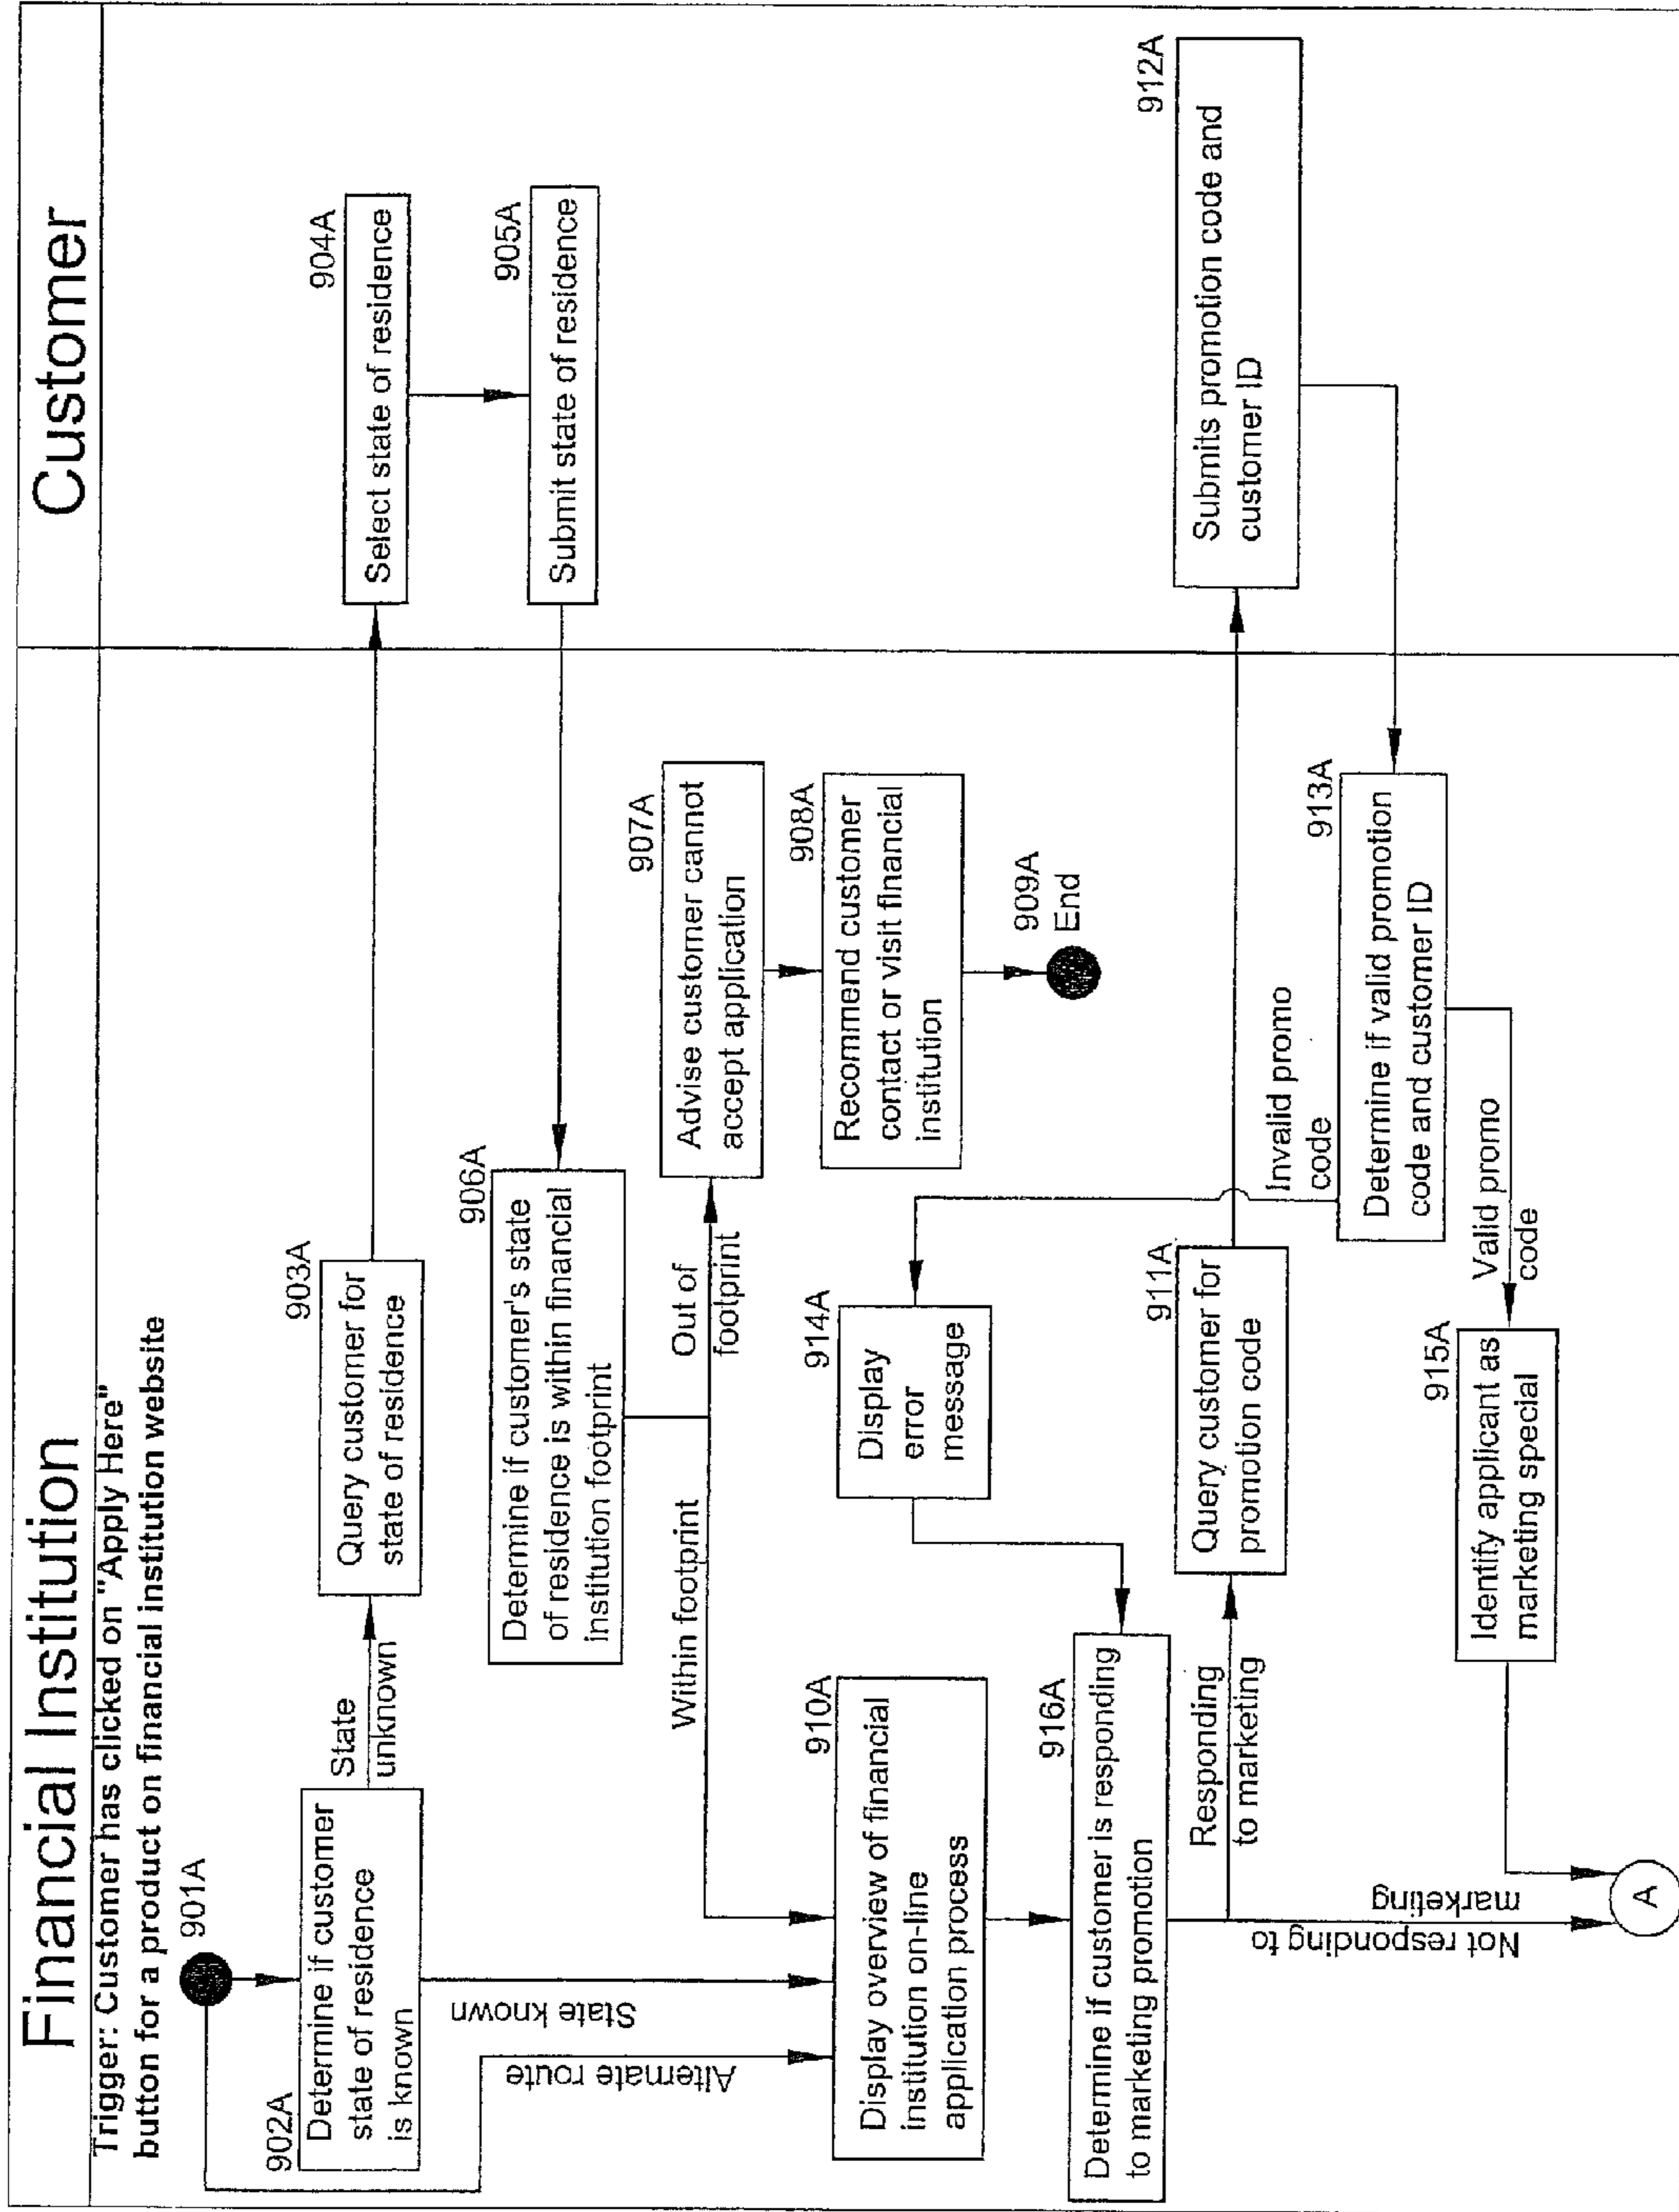 Financial Institution
Customer
Trigger: Customer has clicked on "Apply Here"
button for a product on financial institution website
901A
902A
Determine if customer
state of residence
is known
State
unknown
903A
Query customer for
state of residence
904A
Select state of residence
905A
Submit state of residence
State known
Alternate route
906A
Determine if customer's state
of residence is within financial
institution footprint
Within footprint
Out of
footprint
907A
Advise customer cannot
accept application
908A
Recommend customer
contact or visit financial
institution
909A
End
910A
Display overview of financial
institution on-line
application process
914A
Display
error
message
916A
Determine if customer is responding
to marketing promotion
Responding
to marketing
911A
Query customer for
promotion code
912A
Submits promotion code and
customer ID
Invalid promo
code
913A
Determine if valid promotion
code and customer ID
Valid promo
code
915A
Identify applicant as
marketing special
Not responding to
marketing
A